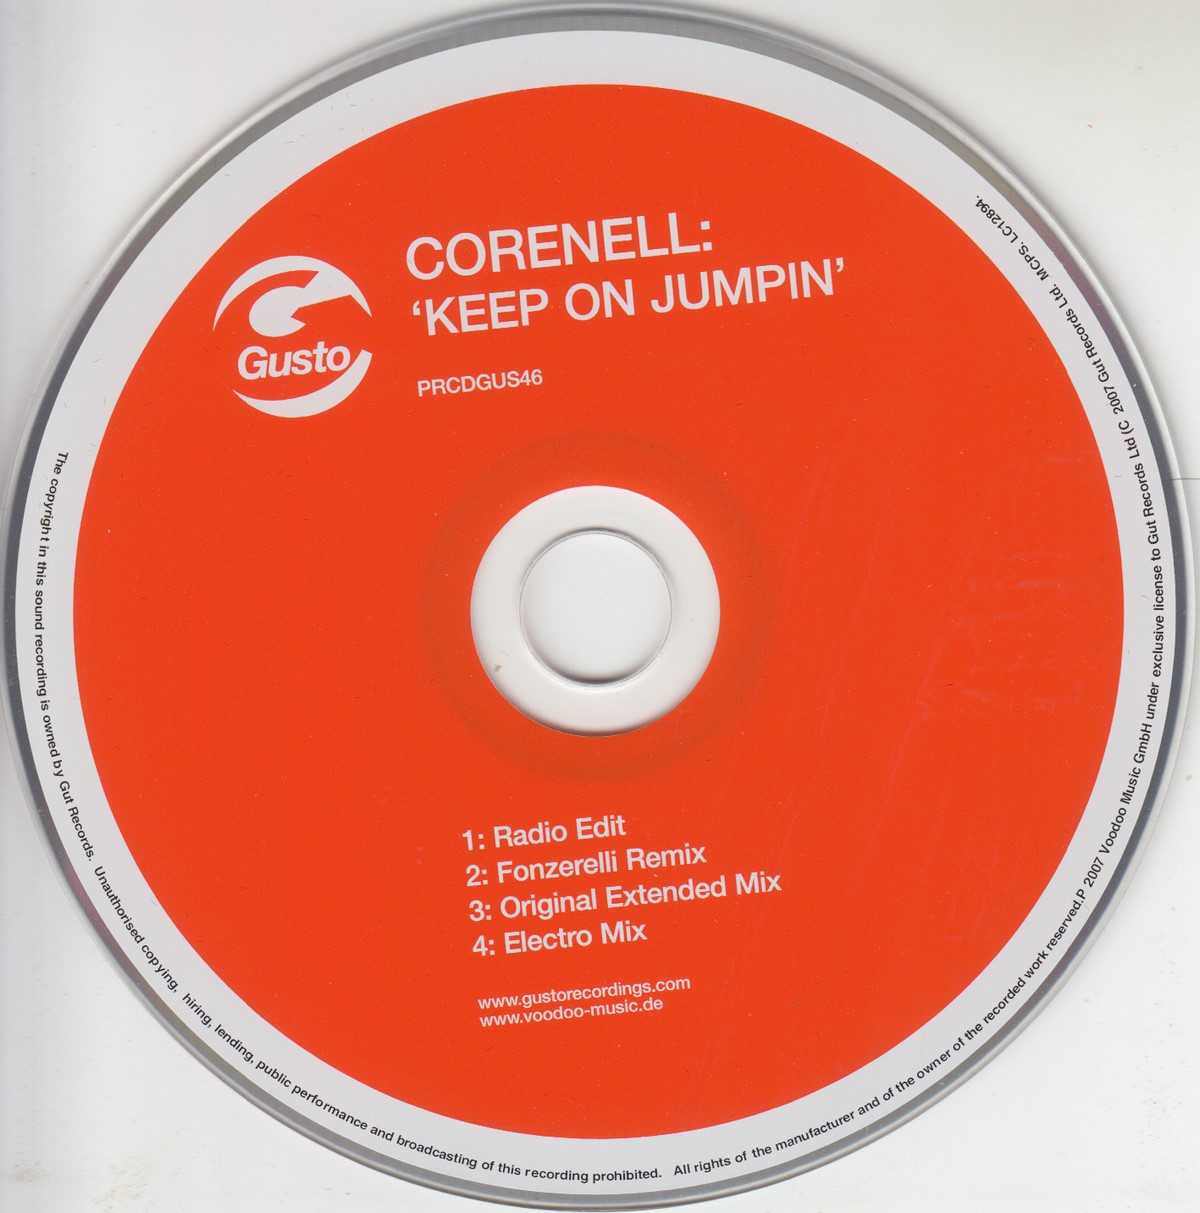 CORENELL:
‘KEEP ON JUMPIN’
Gusto
PRCDGUS46
1: Radio Edit
2: Fonzerelli Remix
3: Original Extended Mix
4: Electro Mix
www.gustorecordings.com
www.voodoo-music.de
The copyright in this sound recording is owned by Gut Records. Unauthorised copying, hiring, lending, public performance and broadcasting of this recording prohibited. All rights of the manufacturer and of the owner of the recorded work reserved.P 2007 Voodoo Music GmbH under exclusive license to Gut Records Ltd (C 2007 Gut Records Ltd. MCPS. LC12894.